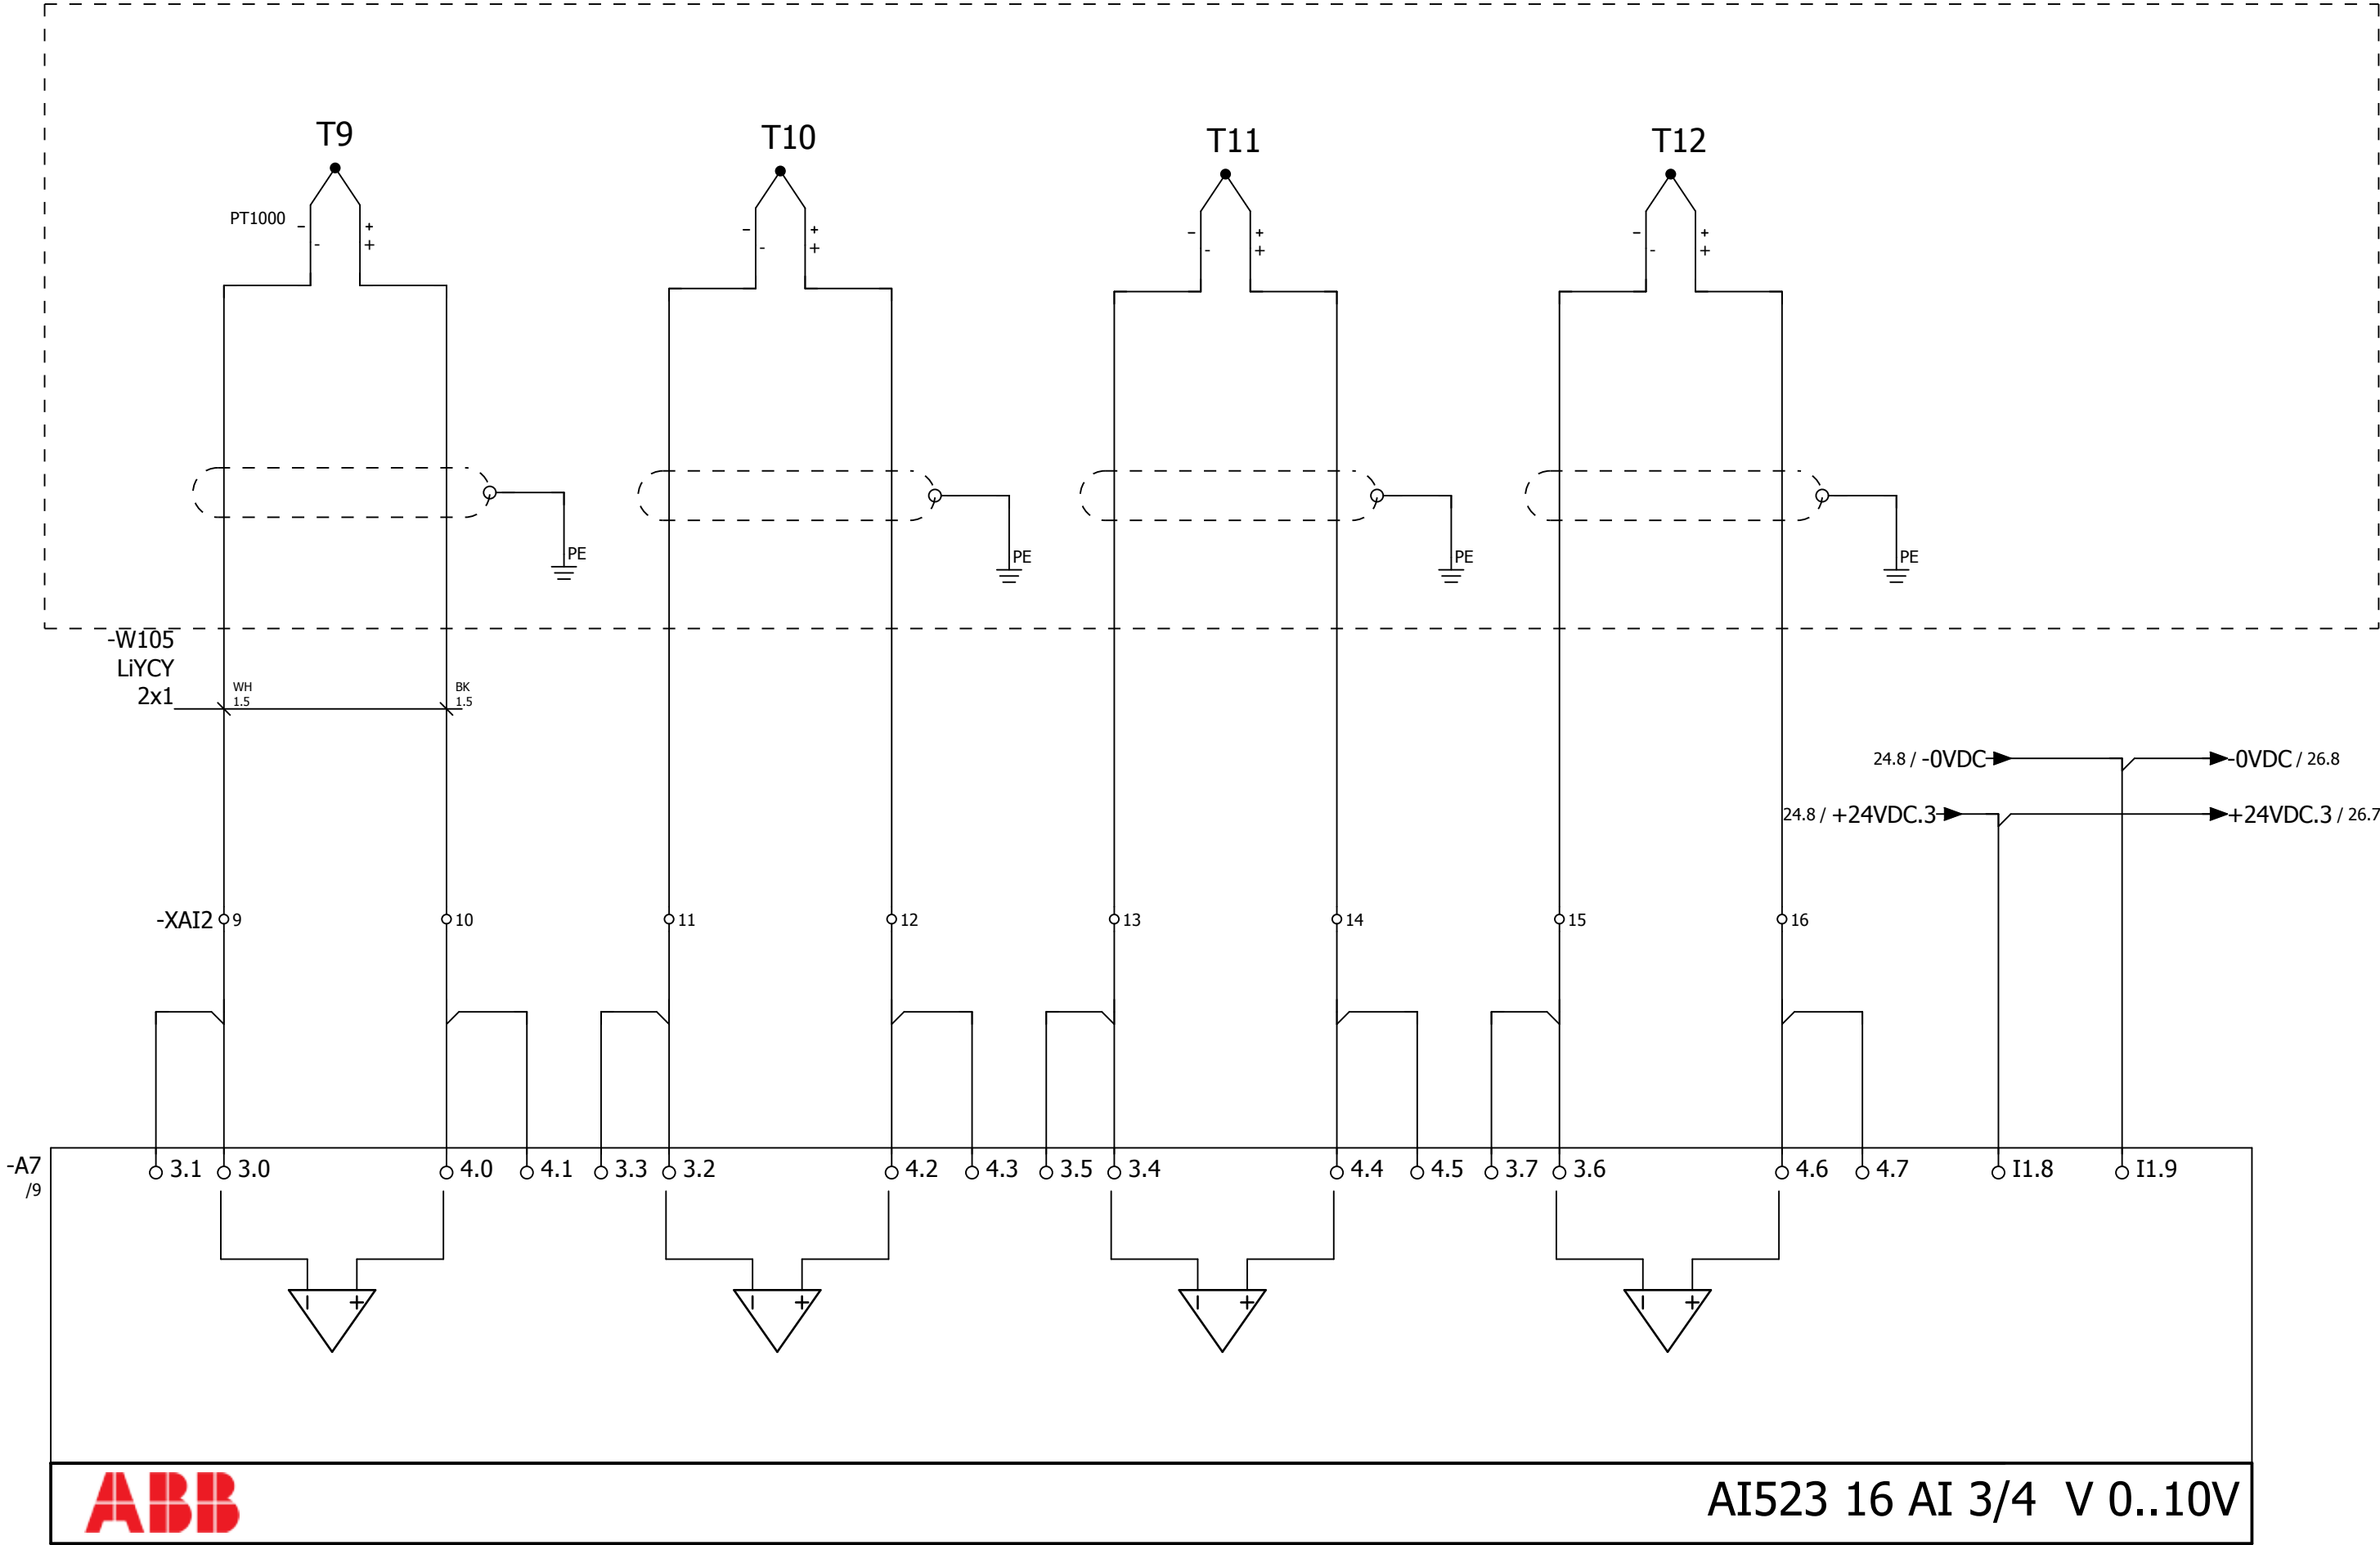 T9 T10 T11 T12
PT1000 - + - + - + - +
- + - + - + - +
PE PE PE PE
-W105
LiYCY
2x1
WH BK
1.5 1.5
24.8 / -0VDC -0VDC / 26.8
24.8 / +24VDC.3 +24VDC.3 / 26.7
-XAI2 9 10 11 12 13 14 15 16
-A7 3.1 3.0 4.0 4.1 3.3 3.2 4.2 4.3 3.5 3.4 4.4 4.5 3.7 3.6 4.6 4.7 I1.8 I1.9
/9
- + - + - + - +
ABB AI523 16 AI 3/4 V 0..10V